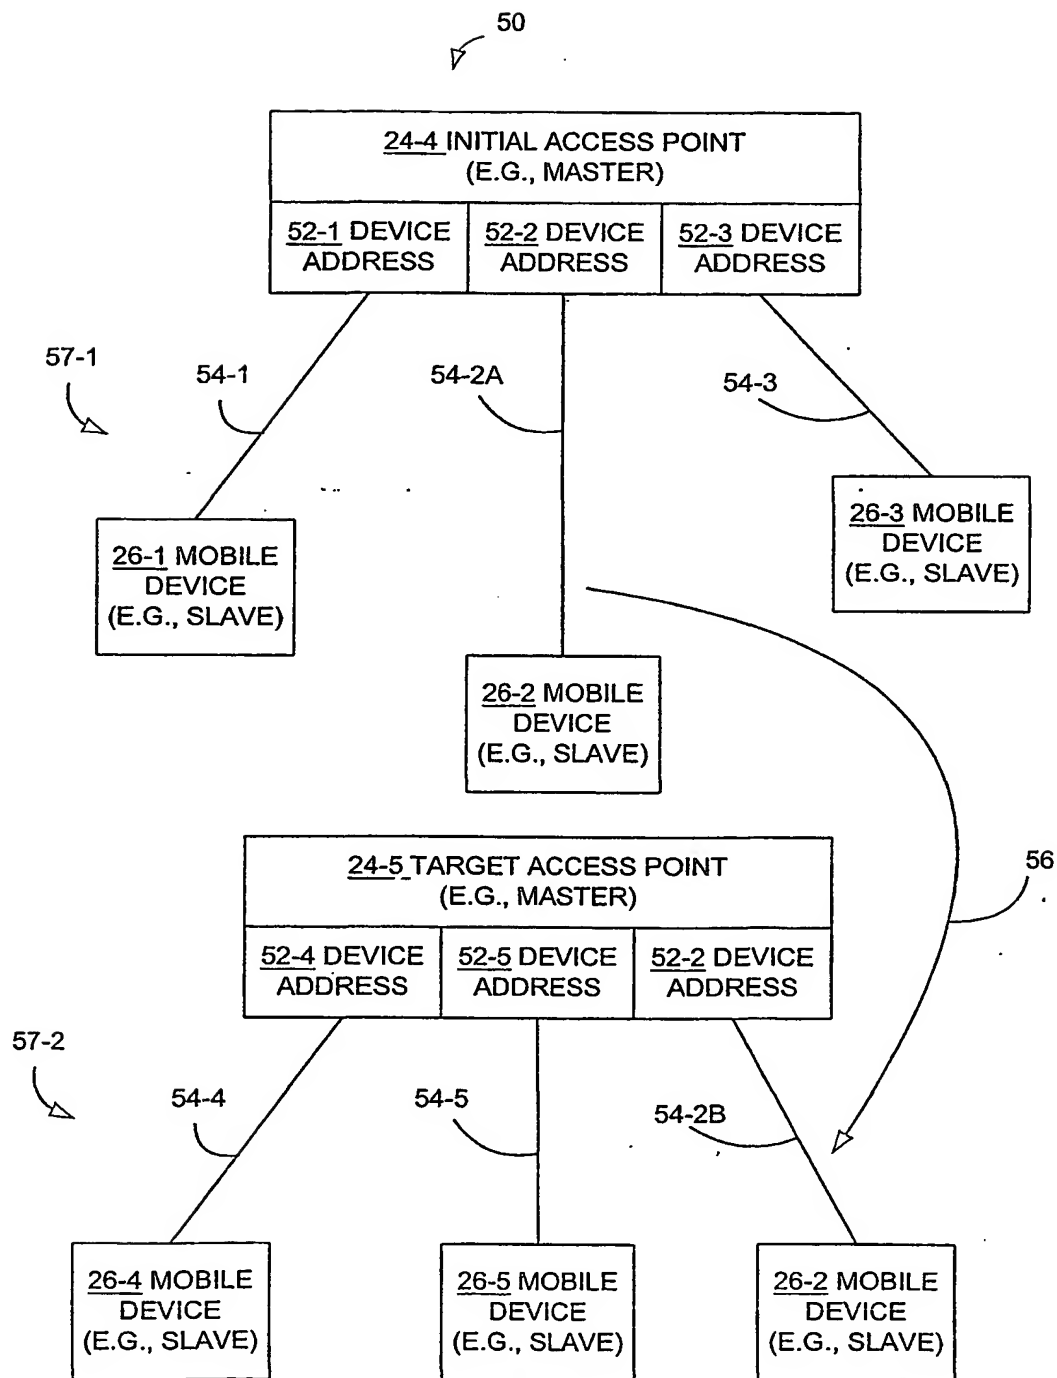 50
24-4 INITIAL ACCESS POINT
(E.G., MASTER)
52-1 DEVICE
ADDRESS
52-2 DEVICE
ADDRESS
52-3 DEVICE
ADDRESS
57-1
54-1
54-2A
54-3
26-1 MOBILE
DEVICE
(E.G., SLAVE)
26-3 MOBILE
DEVICE
(E.G., SLAVE)
26-2 MOBILE
DEVICE
(E.G., SLAVE)
24-5 TARGET ACCESS POINT
(E.G., MASTER)
56
52-4 DEVICE
ADDRESS
52-5 DEVICE
ADDRESS
52-2 DEVICE
ADDRESS
57-2
54-4
54-5
54-2B
26-4 MOBILE
DEVICE
(E.G., SLAVE)
26-5 MOBILE
DEVICE
(E.G., SLAVE)
26-2 MOBILE
DEVICE
(E.G., SLAVE)